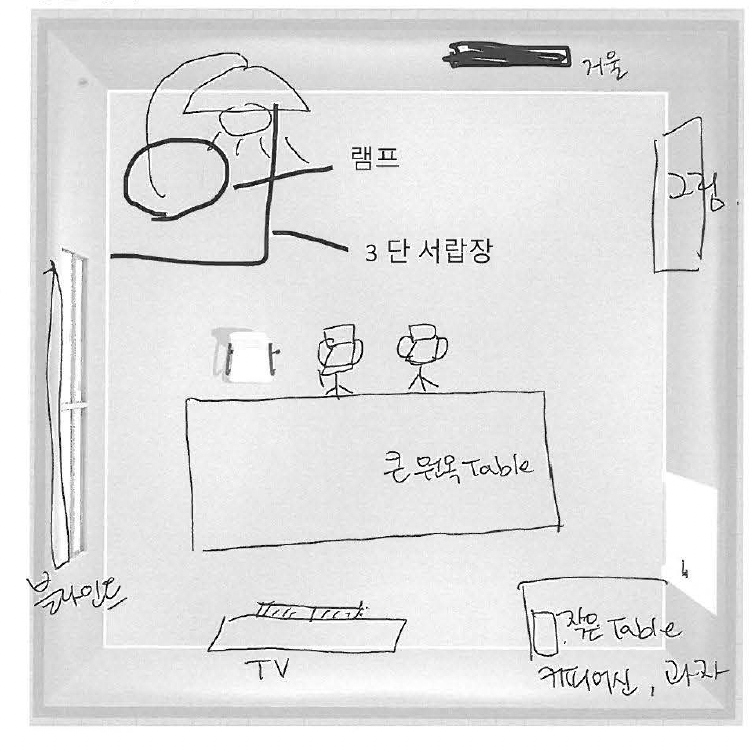 거울
램프
그림
3단 서랍장
큰 원목 Table
블라인드
작은 Table
커피머신, 과자
TV